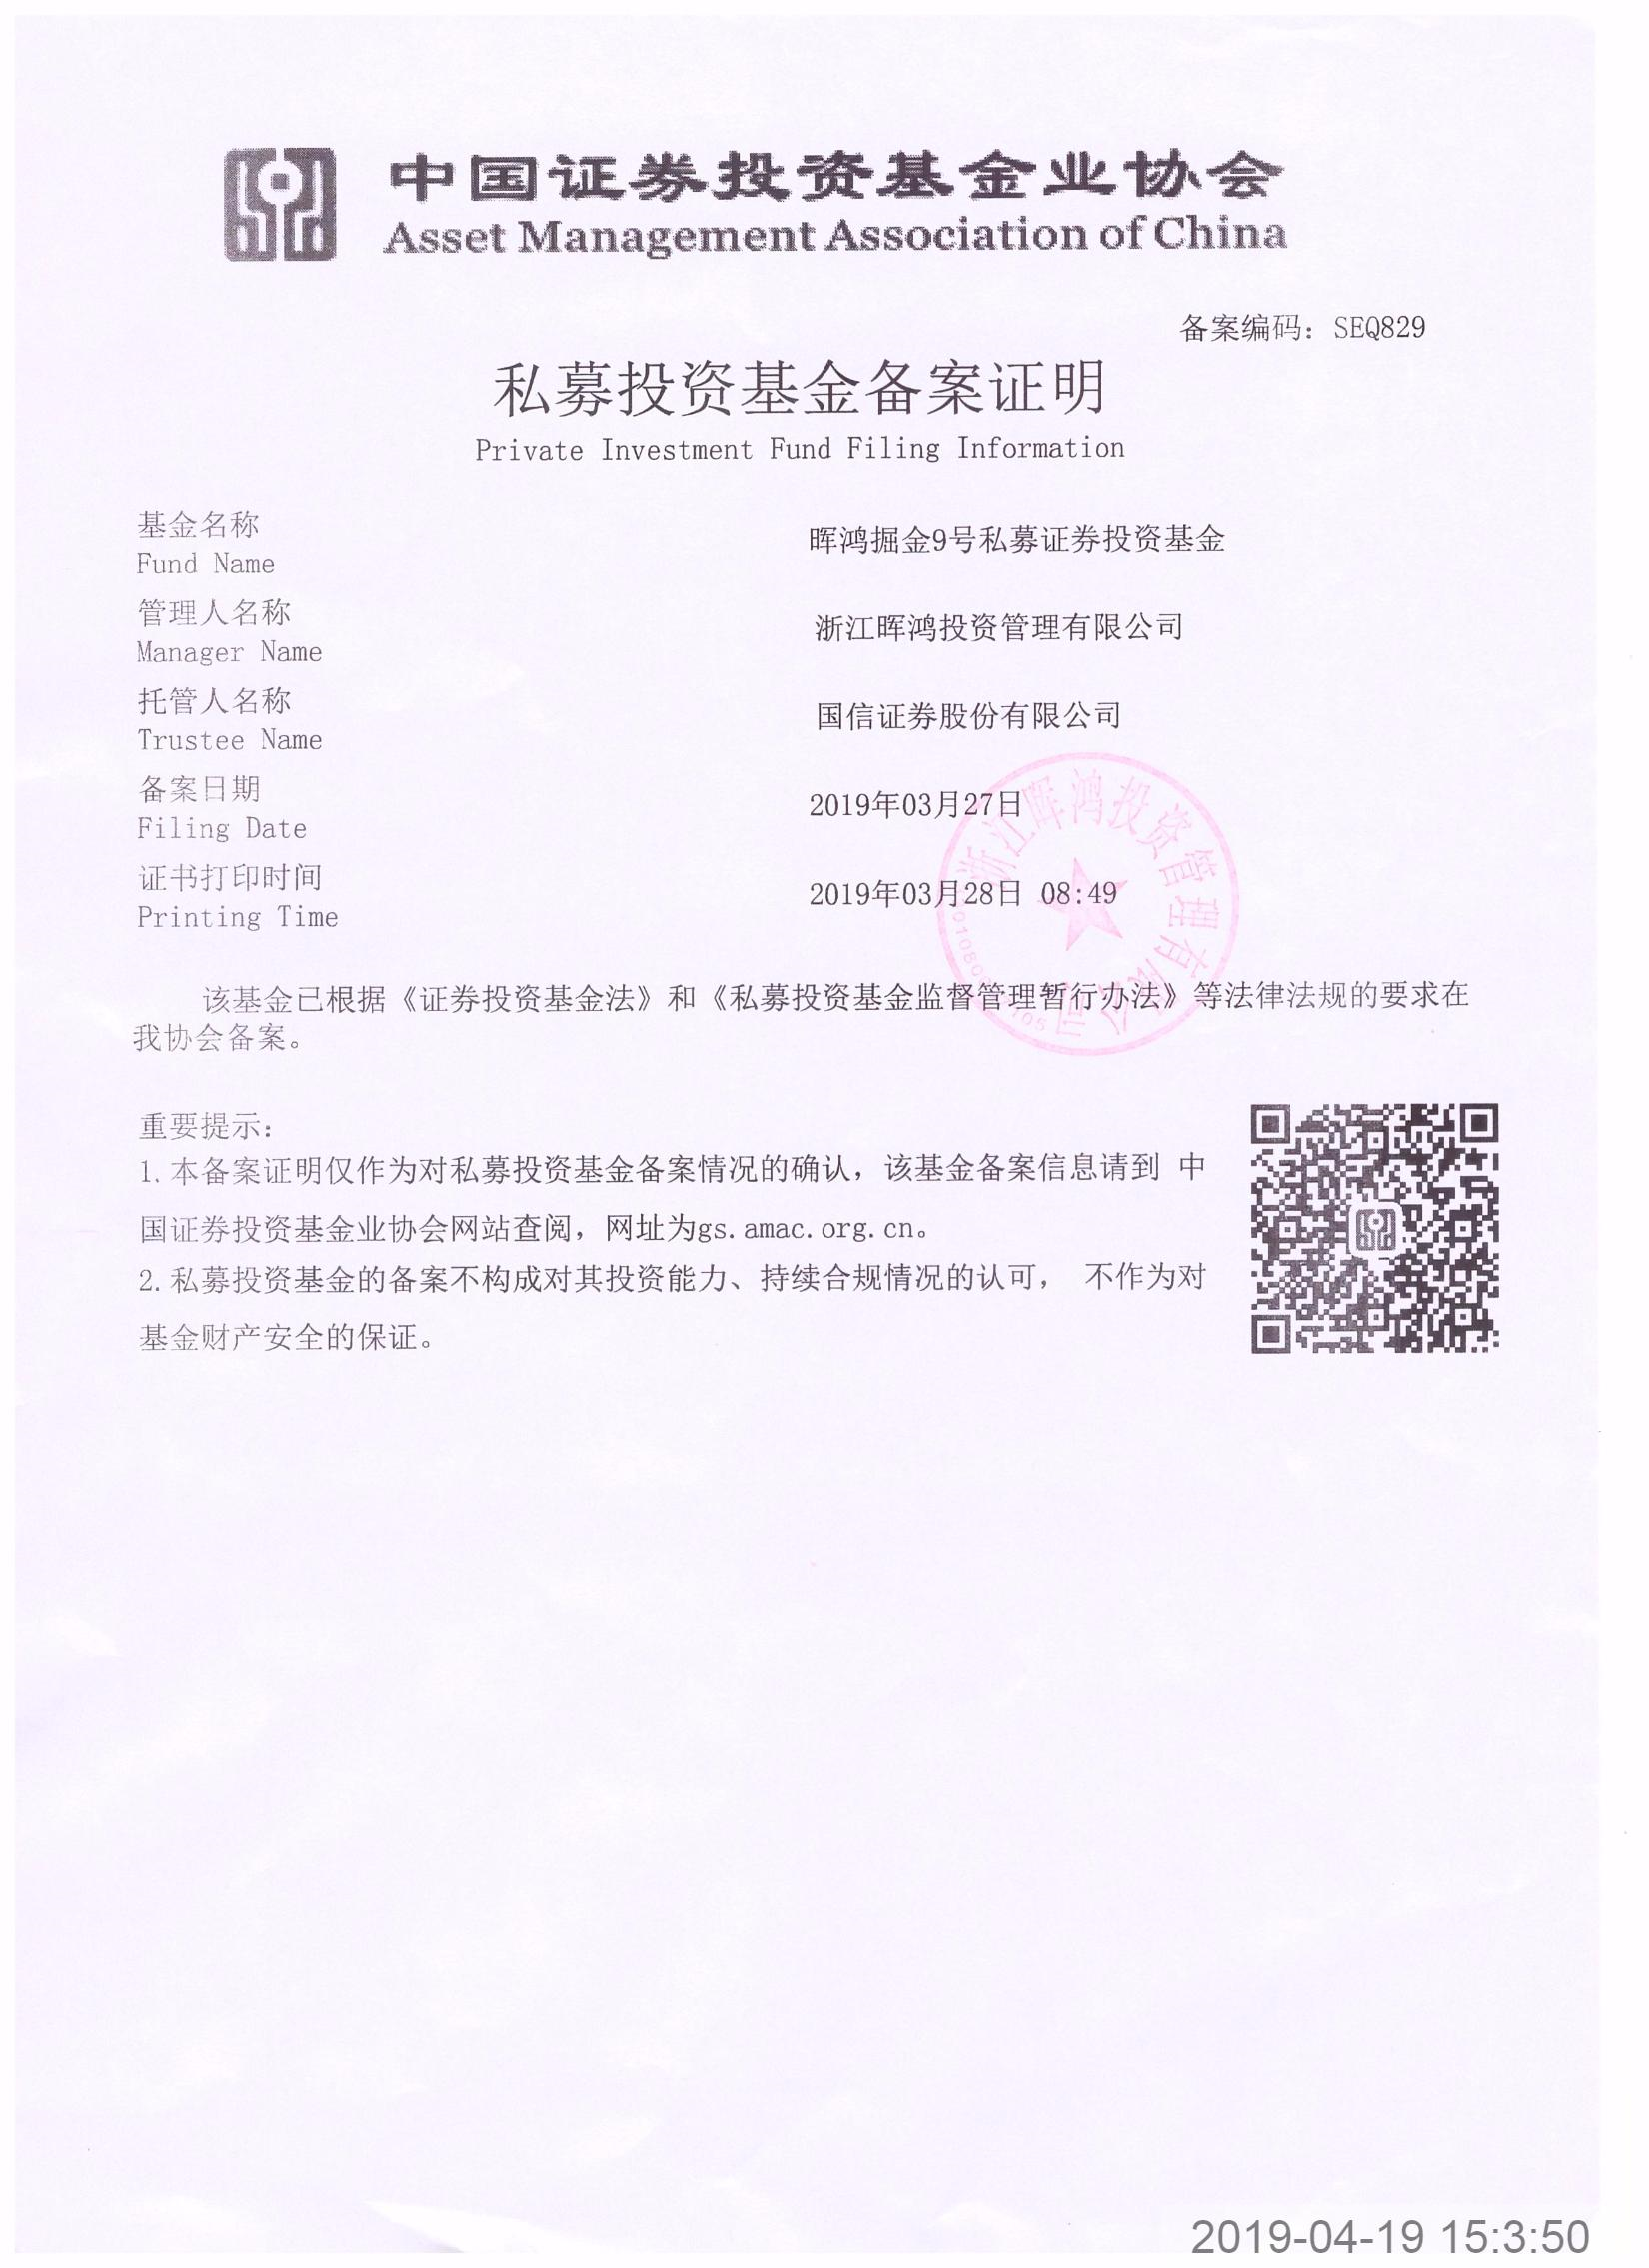 中国证券投资基金业协会
Asset Management Association of China
备案编码：SEQ829
私募投资基金备案证明
Private Investment Fund Filing Information
基金名称
Fund Name
晖鸿掘金9号私募证券投资基金
管理人名称
Manager Name
浙江晖鸿投资管理有限公司
托管人名称
Trustee Name
国信证券股份有限公司
备案日期
Filing Date
2019年03月27日
证书打印时间
Printing Time
2019年03月28日 08:49
浙江晖鸿投资管理有限公司
该基金已根据《证券投资基金法》和《私募投资基金监督管理暂行办法》等法律法规的要求在
我协会备案。
重要提示：
1.本备案证明仅作为对私募投资基金备案情况的确认，该基金备案信息请到 中
国证券投资基金业协会网站查阅，网址为gs.amac.org.cn。
2.私募投资基金的备案不构成对其投资能力、持续合规情况的认可， 不作为对
基金财产安全的保证。
2019-04-19 15:3:50